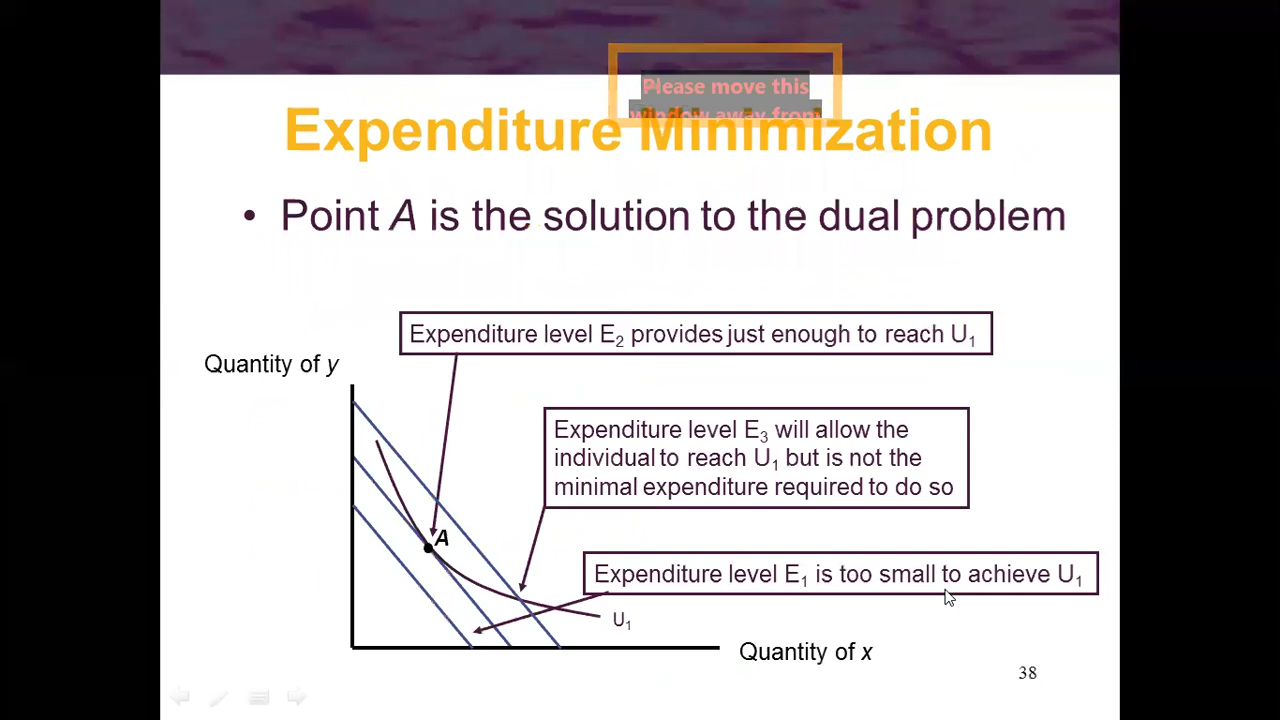 Please move this
window away from
Expenditure Minimization
• Point A is the solution to the dual problem
Expenditure level E₂ provides just enough to reach U₁
Quantity of y
Expenditure level E₃ will allow the
individual to reach U₁ but is not the
minimal expenditure required to do so
A
Expenditure level E₁ is too small to achieve U₁
U₁
Quantity of x
38